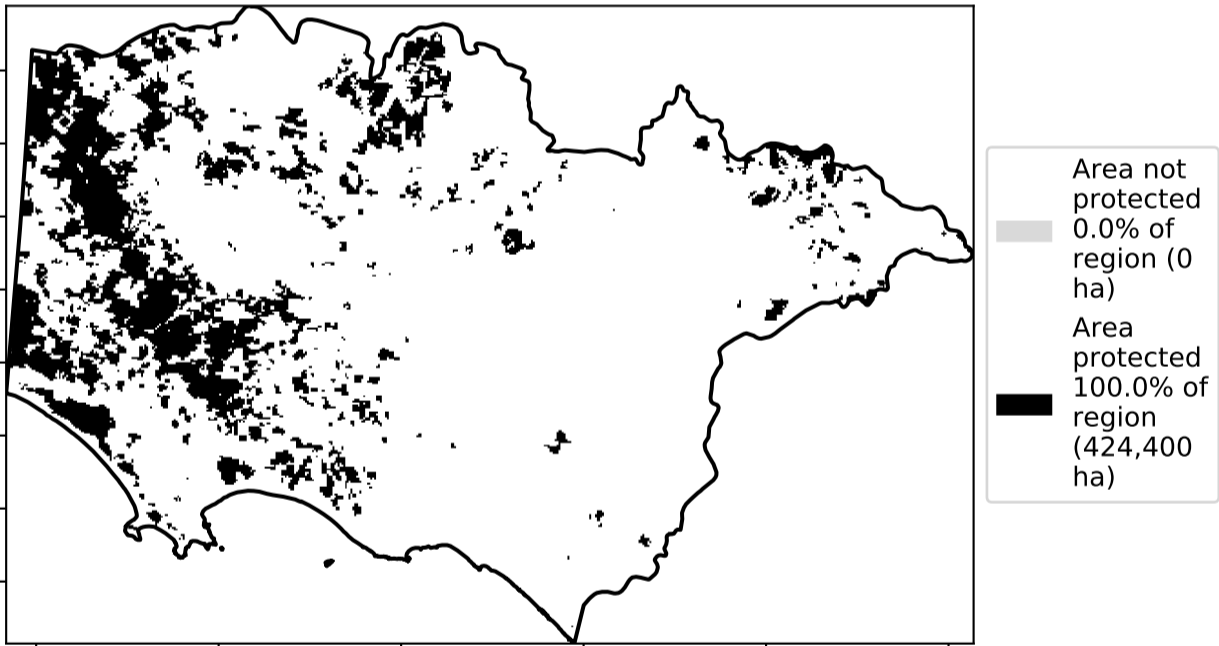 Area not
protected
0.0% of
region (0
ha)
Area
protected
100.0% of
region
(424,400
ha)